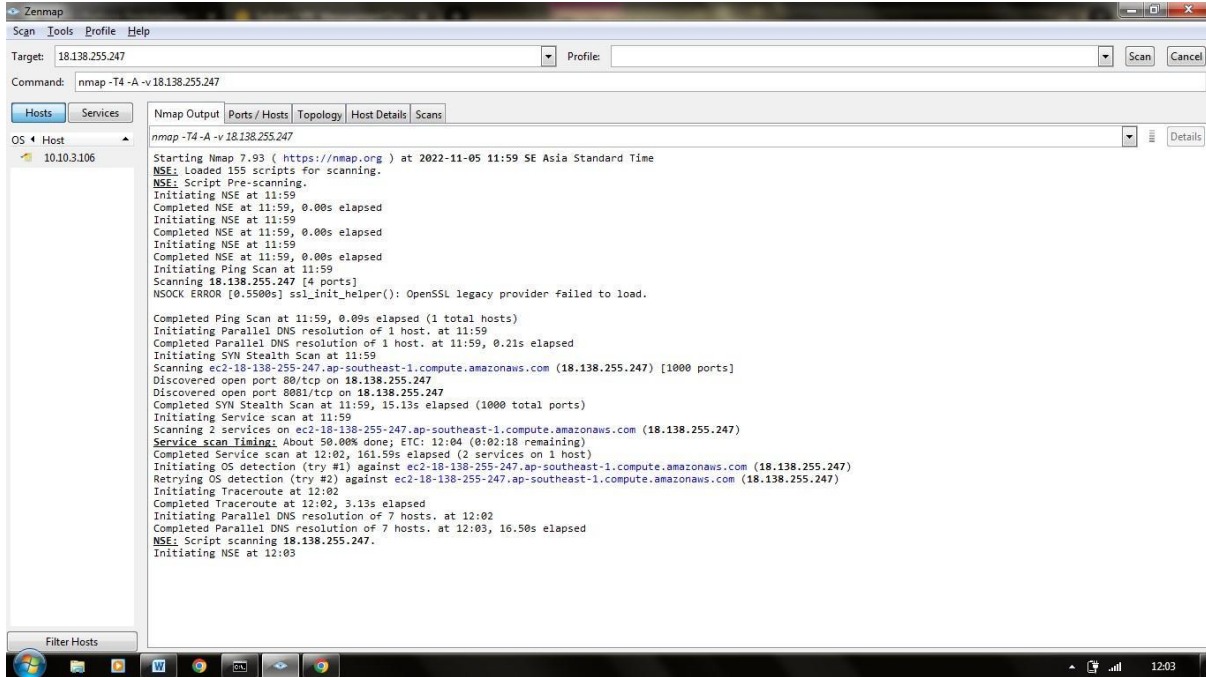 Zenmap
Scan Tools Profile Help
Target: 18.138.255.247 Profile: Scan Cancel
Command: nmap -T4 -A -v 18.138.255.247
Hosts Services Nmap Output Ports / Hosts Topology Host Details Scans
OS Host nmap -T4 -A -v 18.138.255.247 Details
10.10.3.106
Starting Nmap 7.93 ( https://nmap.org ) at 2022-11-05 11:59 SE Asia Standard Time
NSE: Loaded 155 scripts for scanning.
NSE: Script Pre-scanning.
Initiating NSE at 11:59
Completed NSE at 11:59, 0.00s elapsed
Initiating NSE at 11:59
Completed NSE at 11:59, 0.00s elapsed
Initiating NSE at 11:59
Completed NSE at 11:59, 0.00s elapsed
Initiating Ping Scan at 11:59
Scanning 18.138.255.247 [4 ports]
NSOCK ERROR [0.5500s] ssl_init_helper(): OpenSSL legacy provider failed to load.
Completed Ping Scan at 11:59, 0.09s elapsed (1 total hosts)
Initiating Parallel DNS resolution of 1 host. at 11:59
Completed Parallel DNS resolution of 1 host. at 11:59, 0.21s elapsed
Initiating SYN Stealth Scan at 11:59
Scanning ec2-18-138-255-247.ap-southeast-1.compute.amazonaws.com (18.138.255.247) [1000 ports]
Discovered open port 80/tcp on 18.138.255.247
Discovered open port 8081/tcp on 18.138.255.247
Completed SYN Stealth Scan at 11:59, 15.13s elapsed (1000 total ports)
Initiating Service scan at 11:59
Scanning 2 services on ec2-18-138-255-247.ap-southeast-1.compute.amazonaws.com (18.138.255.247)
Service scan Timing: About 50.00% done; ETC: 12:04 (0:02:18 remaining)
Completed Service scan at 12:02, 161.59s elapsed (2 services on 1 host)
Initiating OS detection (try #1) against ec2-18-138-255-247.ap-southeast-1.compute.amazonaws.com (18.138.255.247)
Retrying OS detection (try #2) against ec2-18-138-255-247.ap-southeast-1.compute.amazonaws.com (18.138.255.247)
Initiating Traceroute at 12:02
Completed Traceroute at 12:02, 3.13s elapsed
Initiating Parallel DNS resolution of 7 hosts. at 12:02
Completed Parallel DNS resolution of 7 hosts. at 12:03, 16.50s elapsed
NSE: Script scanning 18.138.255.247.
Initiating NSE at 12:03
Filter Hosts
12:03